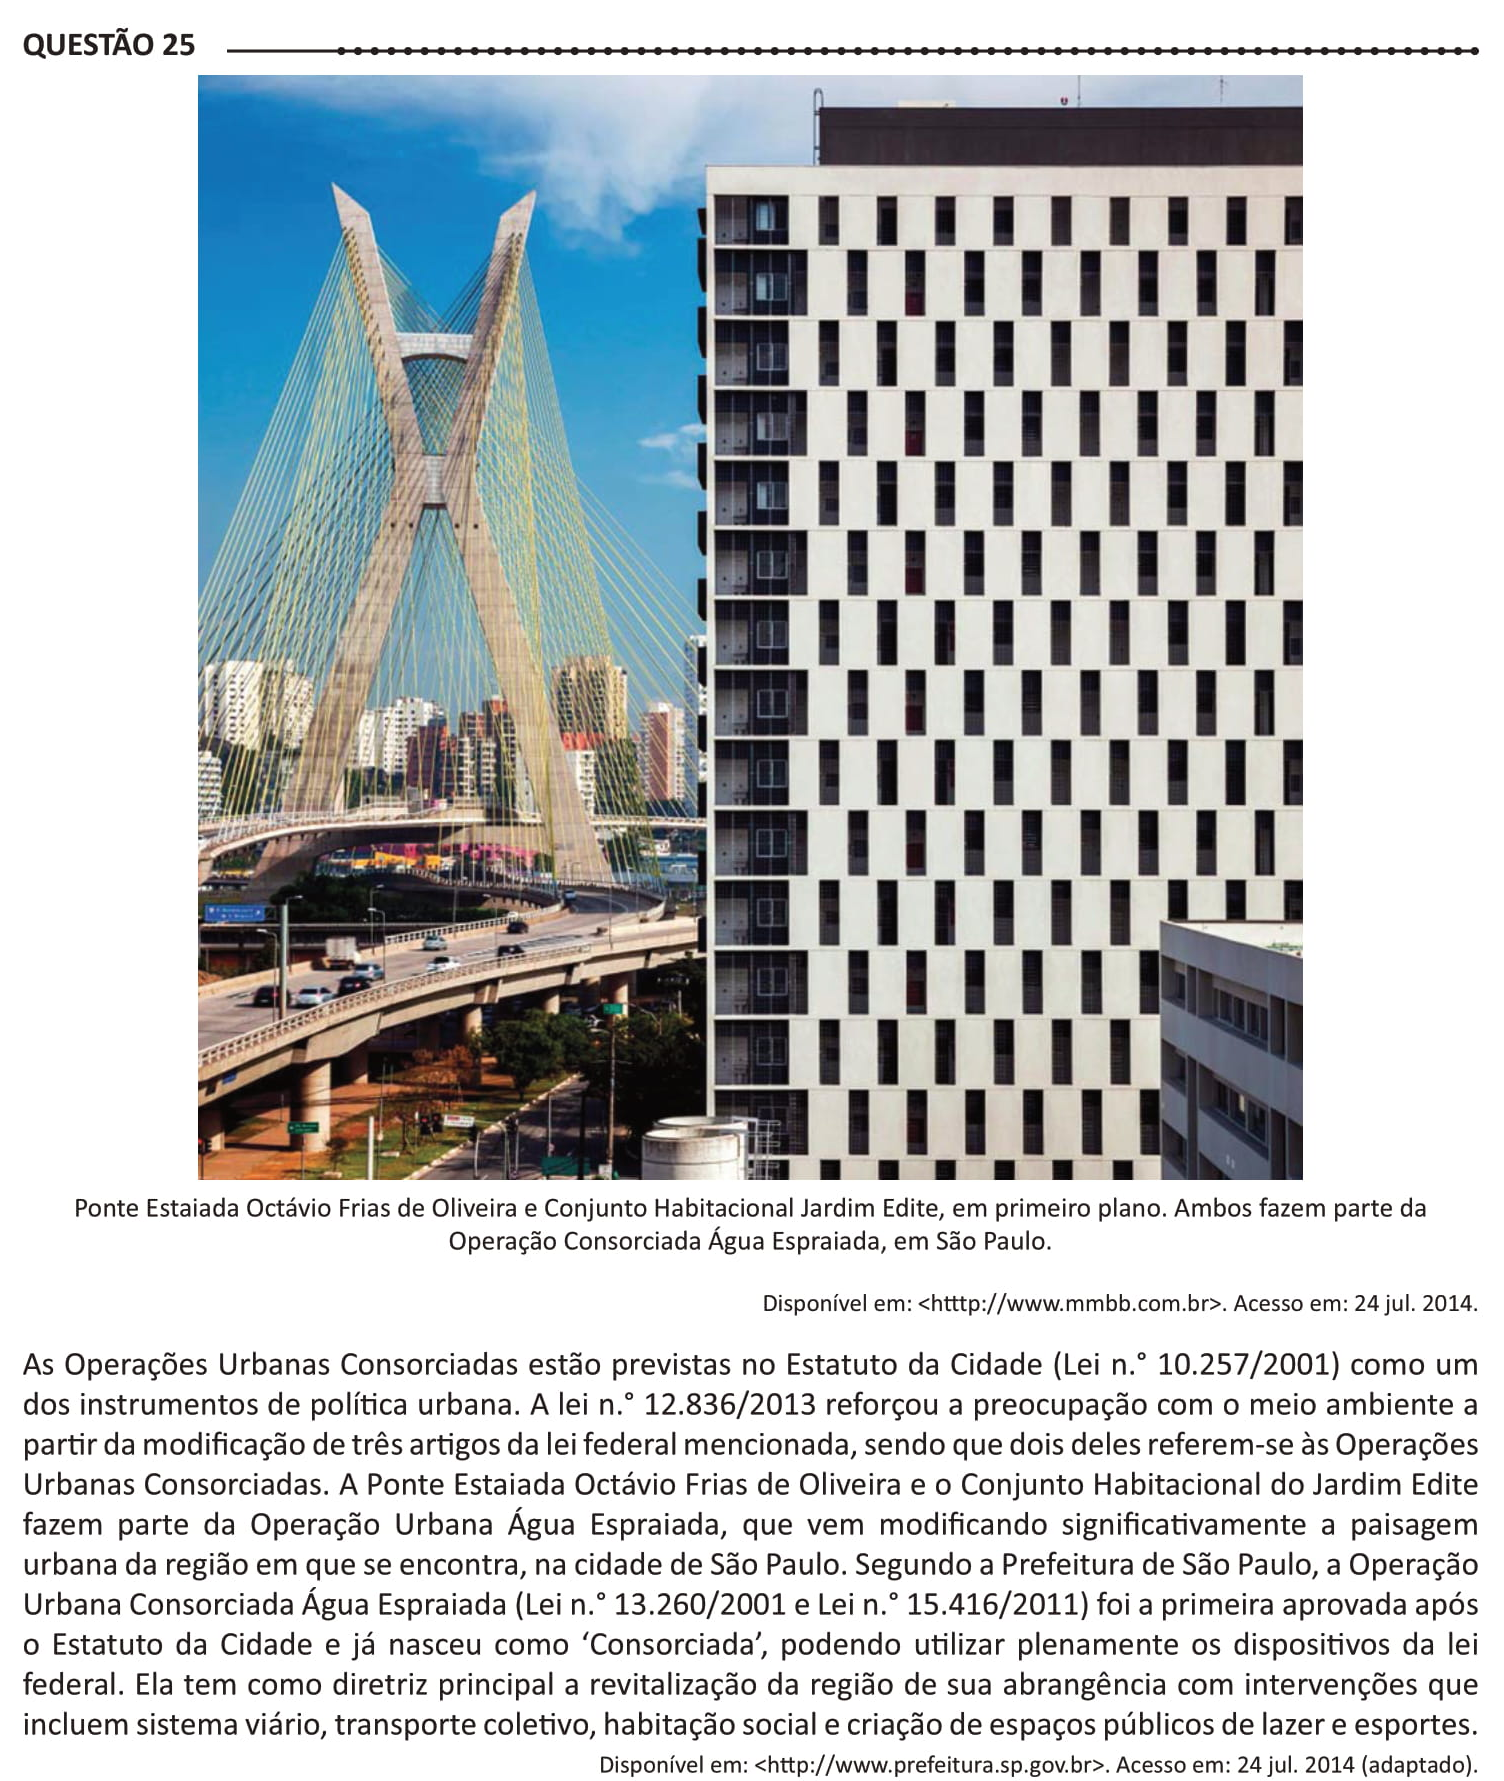 QUESTÃO 25
Ponte Estaiada Octávio Frias de Oliveira e Conjunto Habitacional Jardim Edite, em primeiro plano. Ambos fazem parte da
Operação Consorciada Água Espraiada, em São Paulo.
Disponível em: <htttp://www.mmbb.com.br>. Acesso em: 24 jul. 2014.
As Operações Urbanas Consorciadas estão previstas no Estatuto da Cidade (Lei n.° 10.257/2001) como um
dos instrumentos de política urbana. A lei n.° 12.836/2013 reforçou a preocupação com o meio ambiente a
partir da modificação de três artigos da lei federal mencionada, sendo que dois deles referem-se às Operações
Urbanas Consorciadas. A Ponte Estaiada Octávio Frias de Oliveira e o Conjunto Habitacional do Jardim Edite
fazem parte da Operação Urbana Água Espraiada, que vem modificando significativamente a paisagem
urbana da região em que se encontra, na cidade de São Paulo. Segundo a Prefeitura de São Paulo, a Operação
Urbana Consorciada Água Espraiada (Lei n.° 13.260/2001 e Lei n.° 15.416/2011) foi a primeira aprovada após
o Estatuto da Cidade e já nasceu como ‘Consorciada’, podendo utilizar plenamente os dispositivos da lei
federal. Ela tem como diretriz principal a revitalização da região de sua abrangência com intervenções que
incluem sistema viário, transporte coletivo, habitação social e criação de espaços públicos de lazer e esportes.
Disponível em: <http://www.prefeitura.sp.gov.br>. Acesso em: 24 jul. 2014 (adaptado).